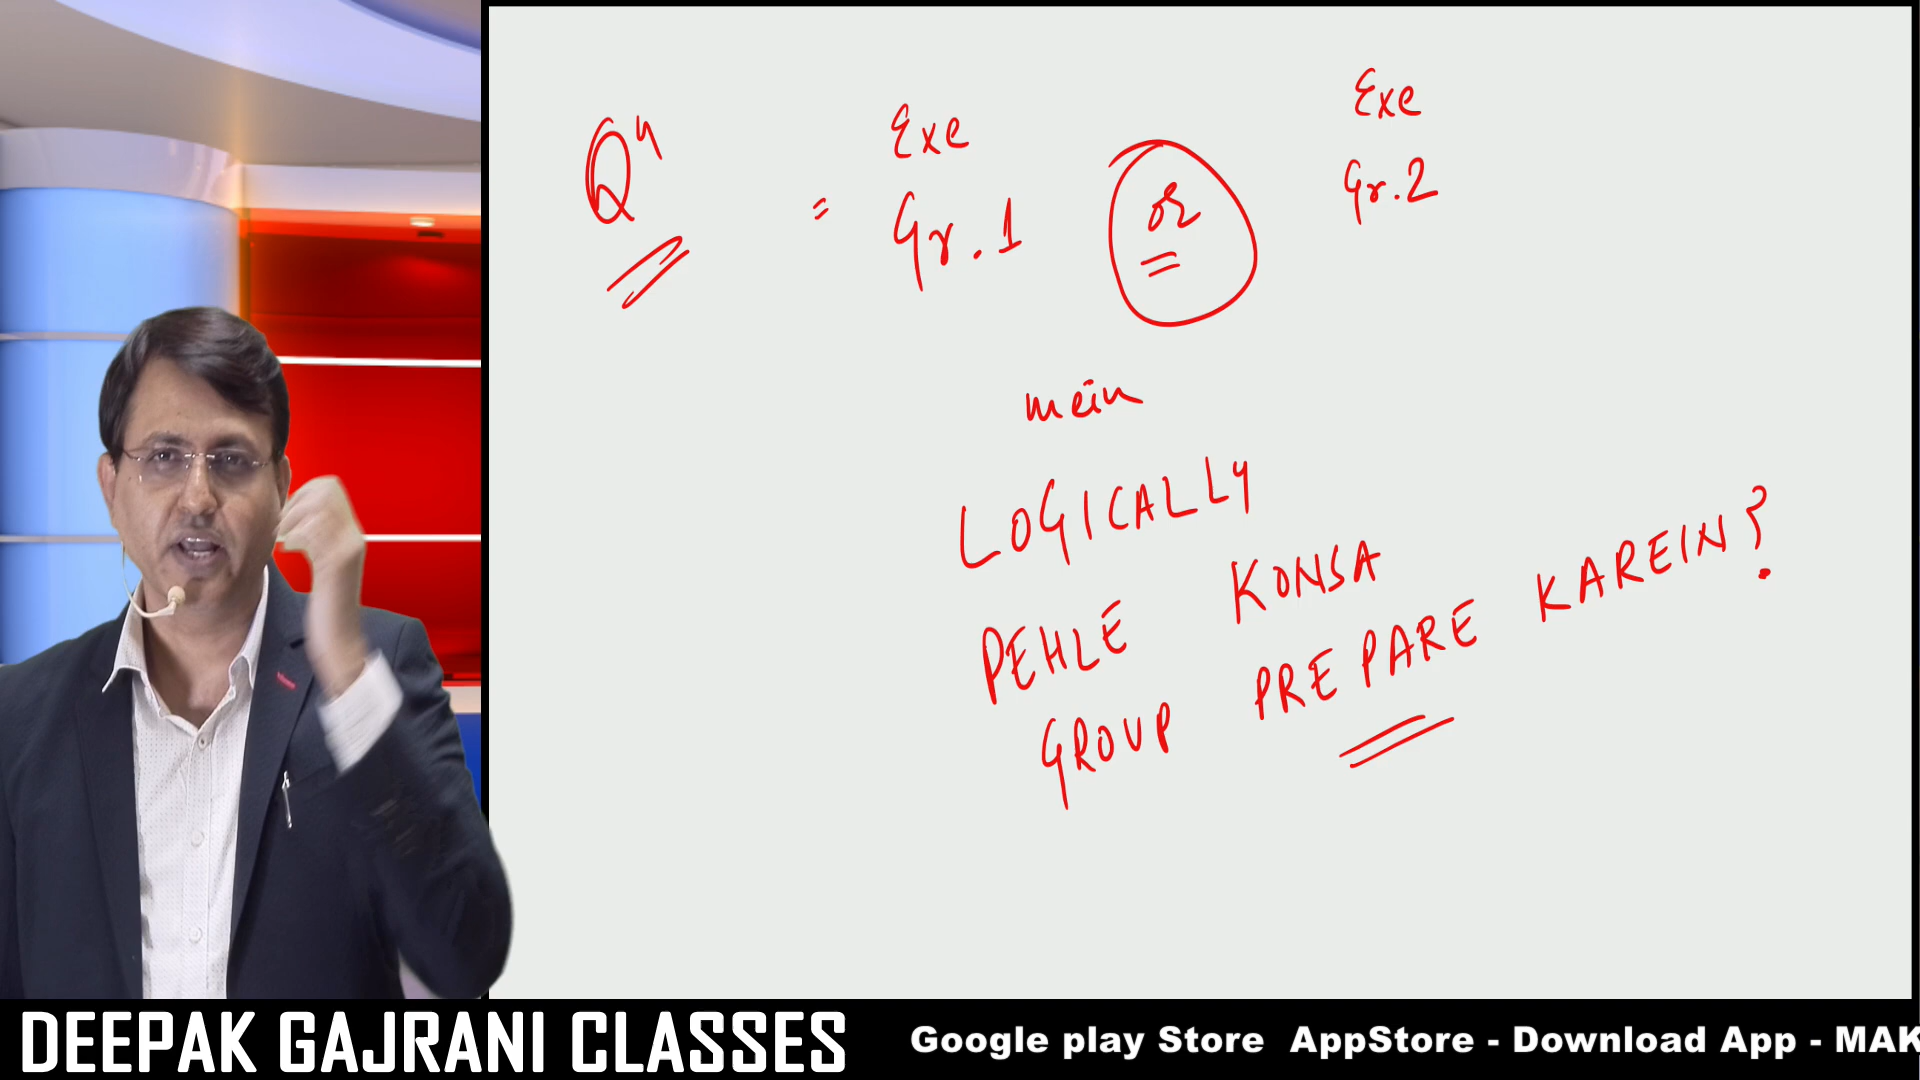 Qn = Exe Gr. 1 or Exe Gr. 2
mein
LOGICALLY
PEHLE KONSA
GROUP PREPARE KAREIN?
DEEPAK GAJRANI CLASSES
Google play Store AppStore - Download App - MAK